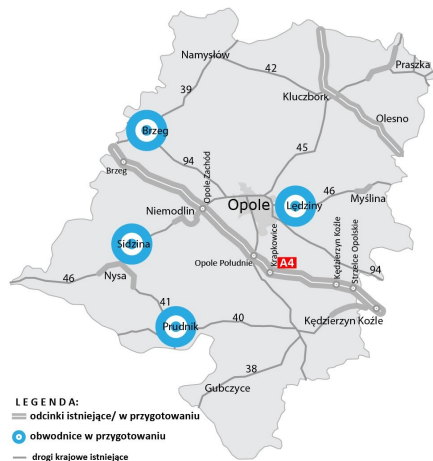 Namysłów
42
Praszka
39
Kluczbork
Olesno
Brzeg
45
94
Brzeg
Opole Zachód
46
Opole
Lędziny
Myślina
Niemodlin
Sidzina
Krapkowice
Kędzierzyn Koźle
Strzelce Opolskie
Opole Południe
A4
94
46
Nysa
41
Prudnik
40
Kędzierzyn Koźle
38
Gubczyce
LEGENDA:
odcinki istniejące/ w przygotowaniu
obwodnice w przygotowaniu
drogi krajowe istniejące